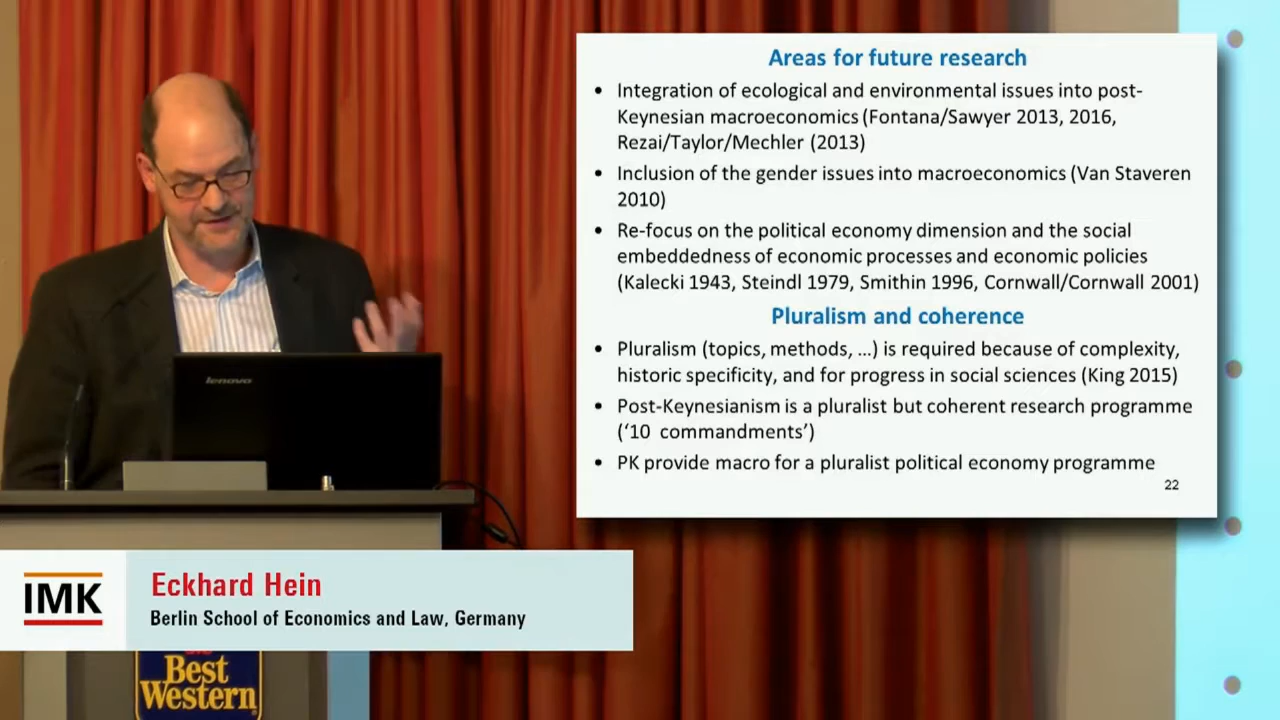 Areas for future research
• Integration of ecological and environmental issues into post-
Keynesian macroeconomics (Fontana/Sawyer 2013, 2016,
Rezai/Taylor/Mechler (2013)
• Inclusion of the gender issues into macroeconomics (Van Staveren
2010)
• Re-focus on the political economy dimension and the social
embeddedness of economic processes and economic policies
(Kalecki 1943, Steindl 1979, Smithin 1996, Cornwall/Cornwall 2001)
Pluralism and coherence
• Pluralism (topics, methods, …) is required because of complexity,
historic specificity, and for progress in social sciences (King 2015)
• Post-Keynesianism is a pluralist but coherent research programme
(‘10 commandments’)
• PK provide macro for a pluralist political economy programme
22
lenovo
IMK
Eckhard Hein
Berlin School of Economics and Law, Germany
Best
Western